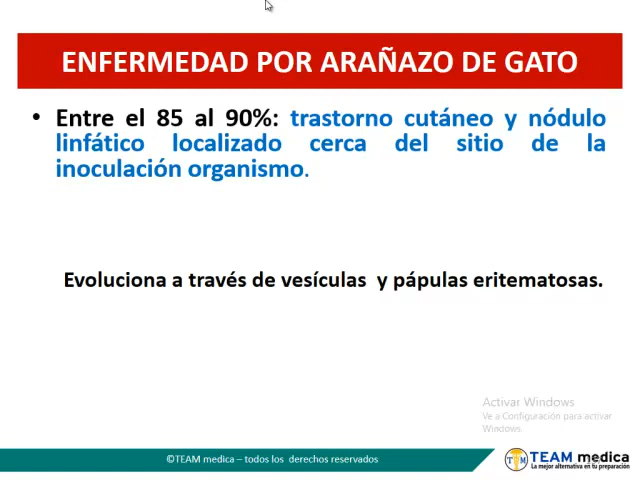 ENFERMEDAD POR ARAÑAZO DE GATO
• Entre el 85 al 90%: trastorno cutáneo y nódulo
linfático localizado cerca del sitio de la
inoculación organismo.
Evoluciona a través de vesículas y pápulas eritematosas.
Activar Windows
Ve a Configuración para activar
Windows.
©TEAM medica – todos los derechos reservados
TEAM medica
La mejor alternativa en tu preparación